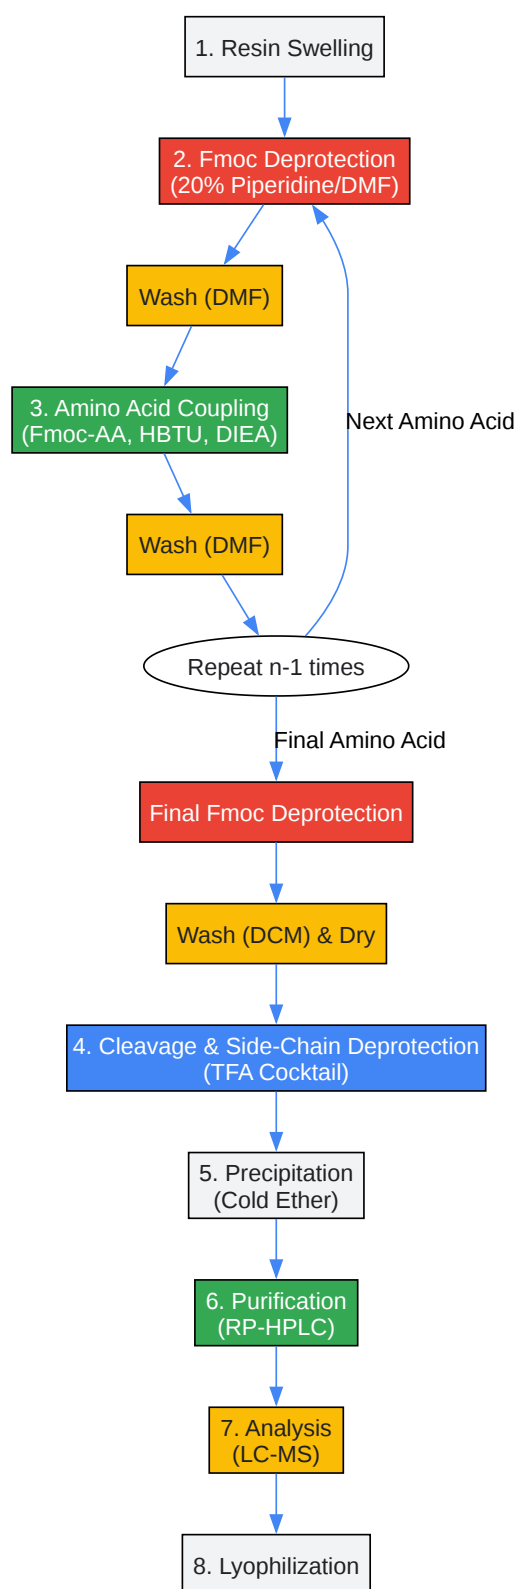 1. Resin Swelling
2. Fmoc Deprotection
(20% Piperidine/DMF)
Wash (DMF)
3. Amino Acid Coupling
(Fmoc-AA, HBTU, DIEA)
Next Amino Acid
Wash (DMF)
Repeat n-1 times
Final Amino Acid
Final Fmoc Deprotection
Wash (DCM) & Dry
4. Cleavage & Side-Chain Deprotection
(TFA Cocktail)
5. Precipitation
(Cold Ether)
6. Purification
(RP-HPLC)
7. Analysis
(LC-MS)
8. Lyophilization